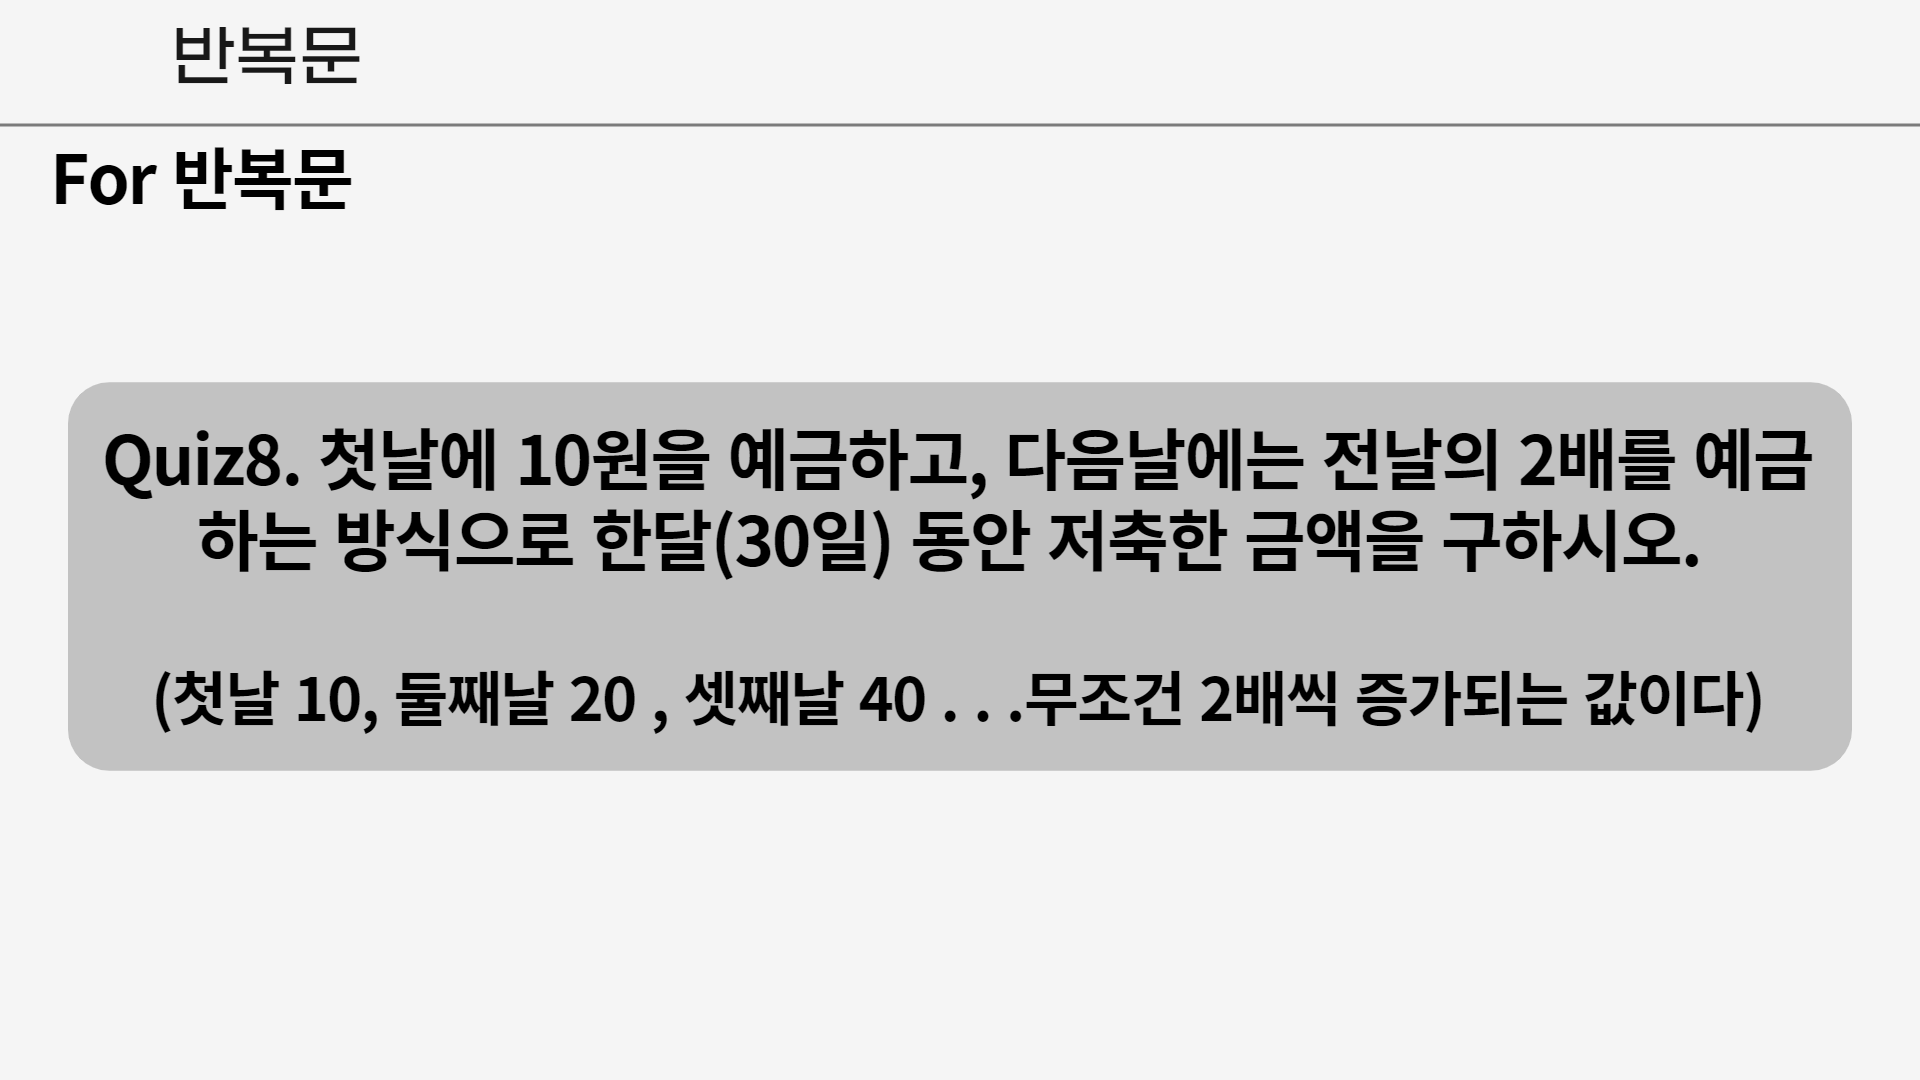 반복문
For 반복문
Quiz8. 첫날에 10원을 예금하고, 다음날에는 전날의 2배를 예금
하는 방식으로 한달(30일) 동안 저축한 금액을 구하시오.
(첫날 10, 둘째날 20 , 셋째날 40 . . .무조건 2배씩 증가되는 값이다)